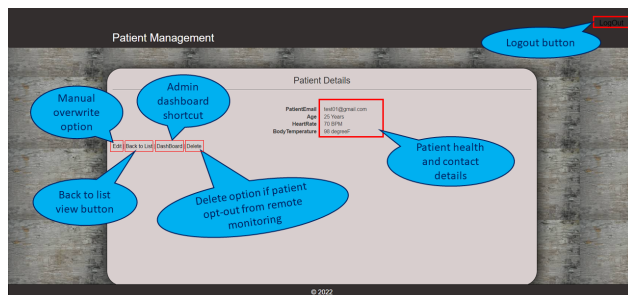 LogOut
Patient Management
Logout button
Patient Details
Admin
dashboard
shortcut
Manual
overwrite
option
PatientEmail test01@gmail.com
Age 25 Years
HeartRate 70 BPM
BodyTemperature 96 degreeF
Edit Back to List DashBoard Delete
Patient health
and contact
details
Back to list
view button
Delete option if patient
opt-out from remote
monitoring
© 2022